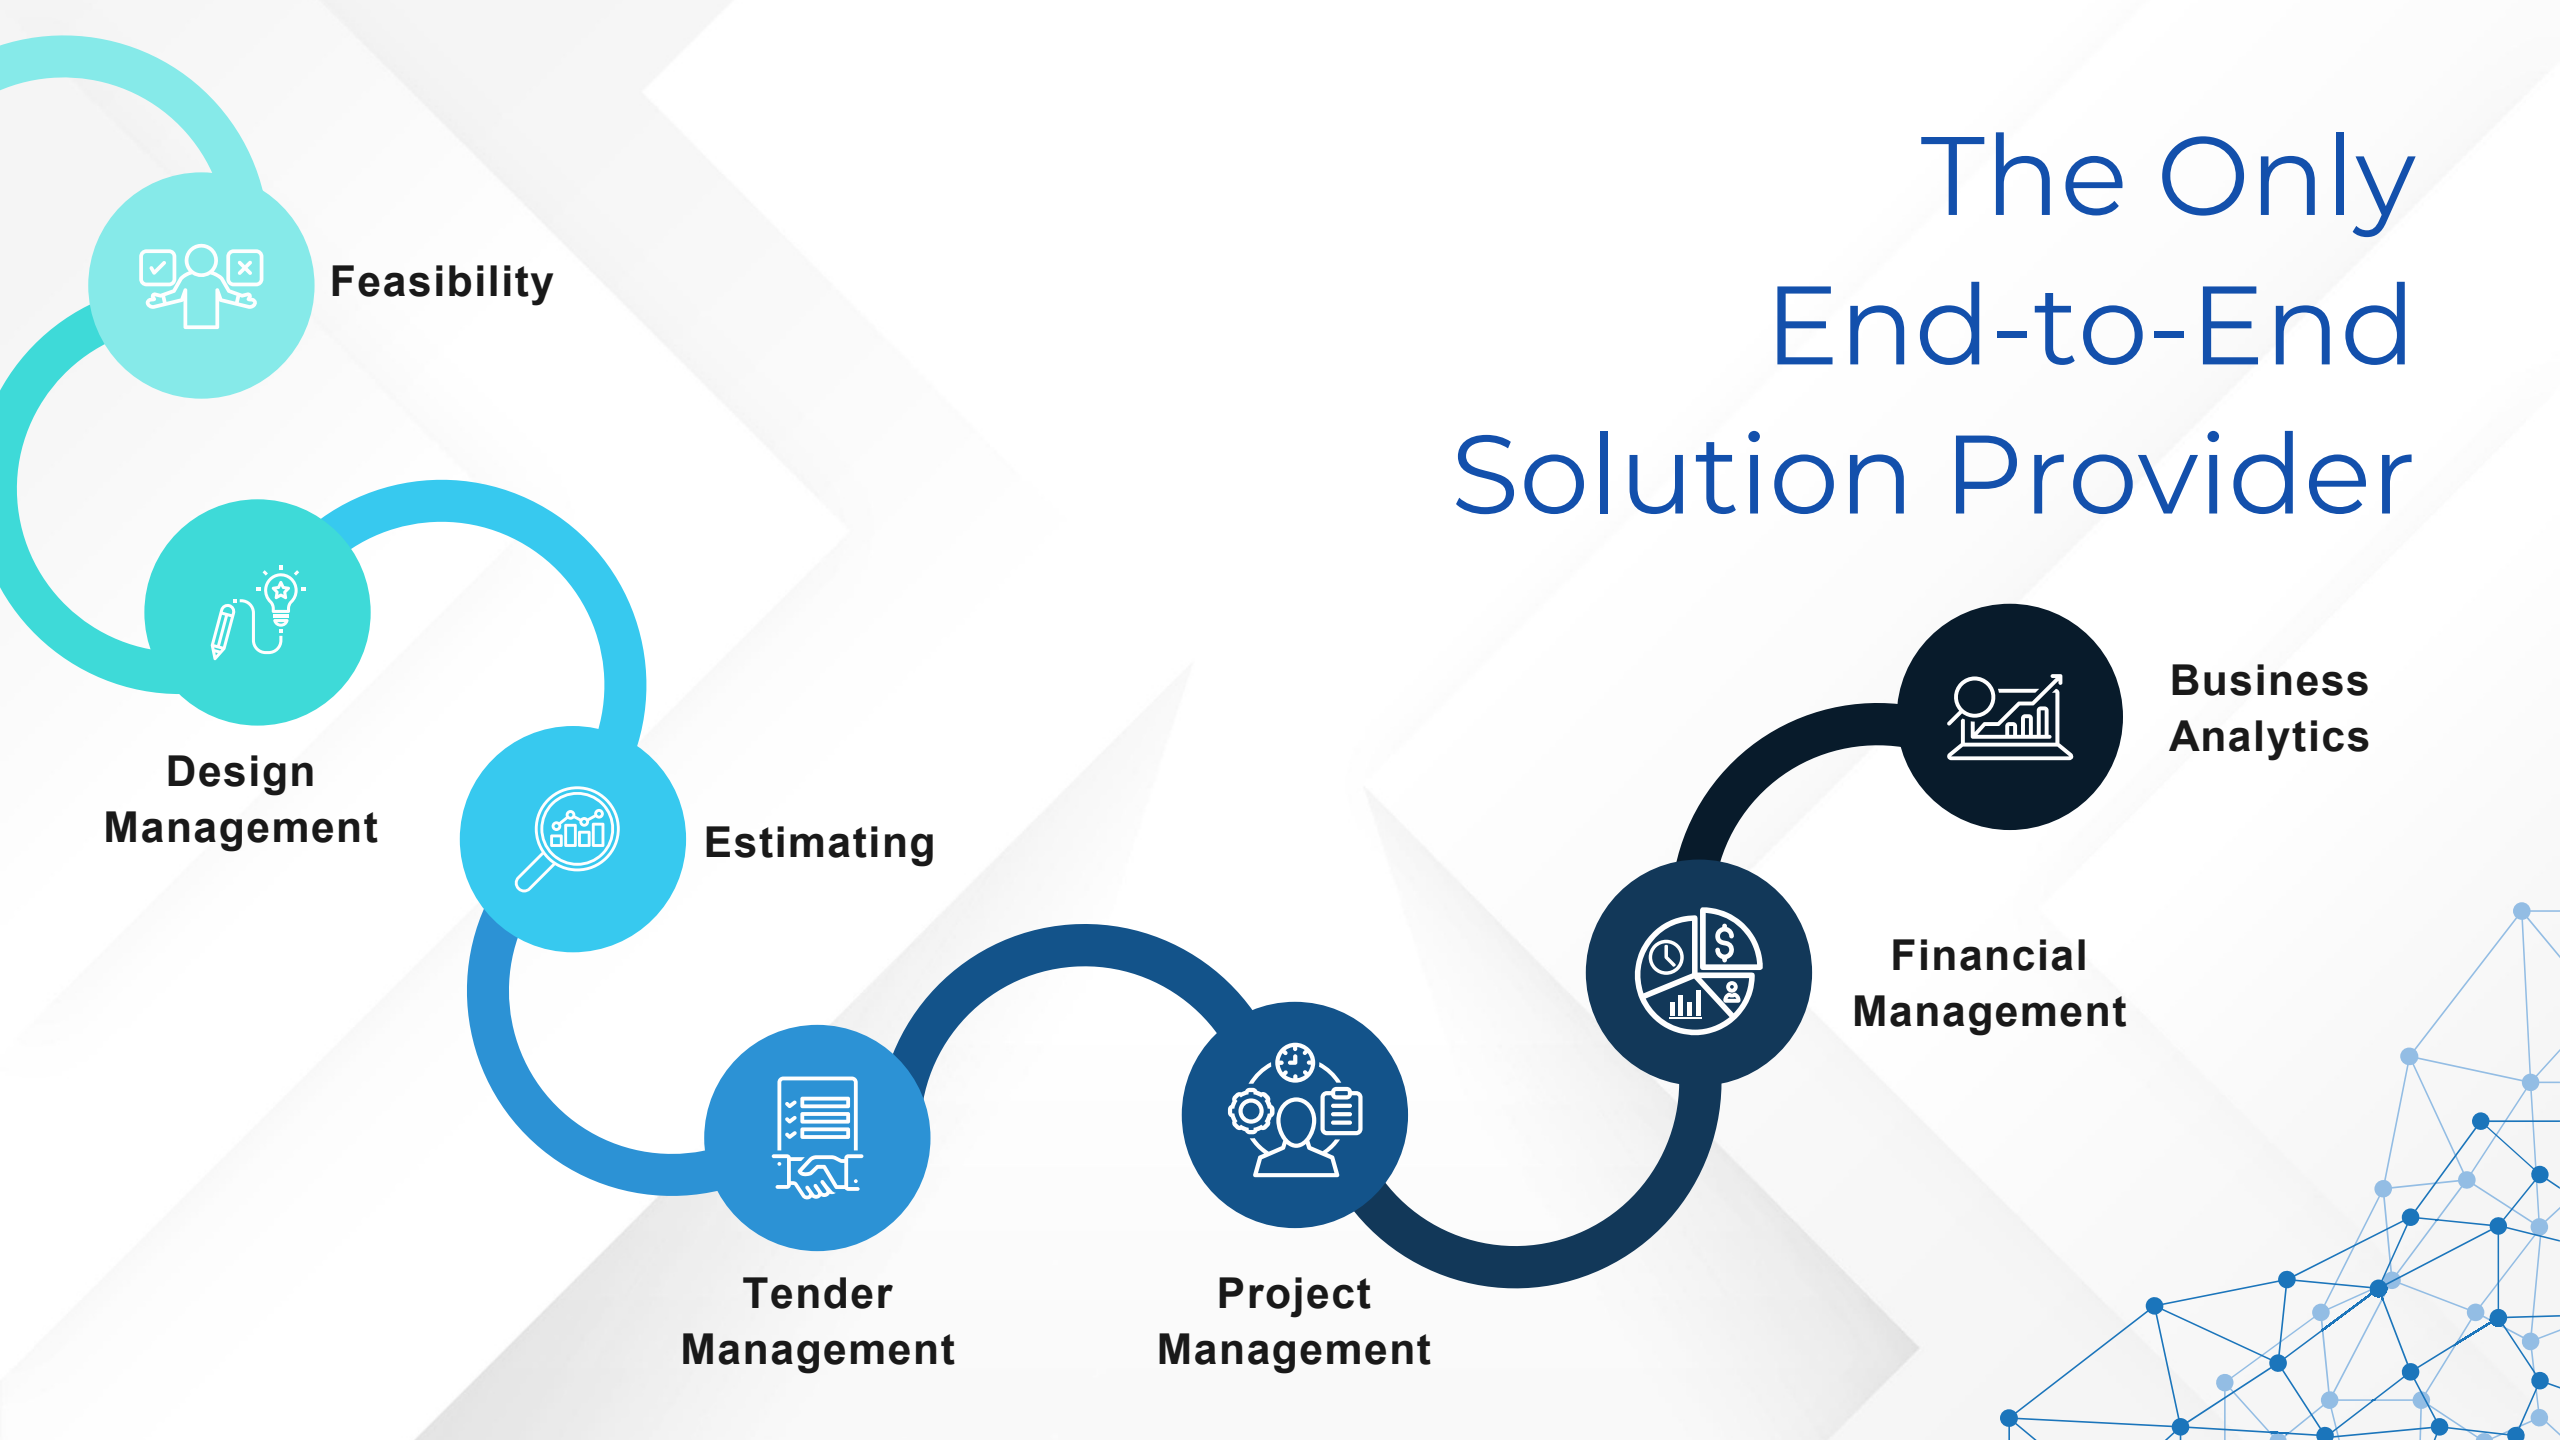 The Only
End-to-End
Solution Provider
Feasibility
Design
Management
Estimating
Tender
Management
Project
Management
Financial
Management
Business
Analytics